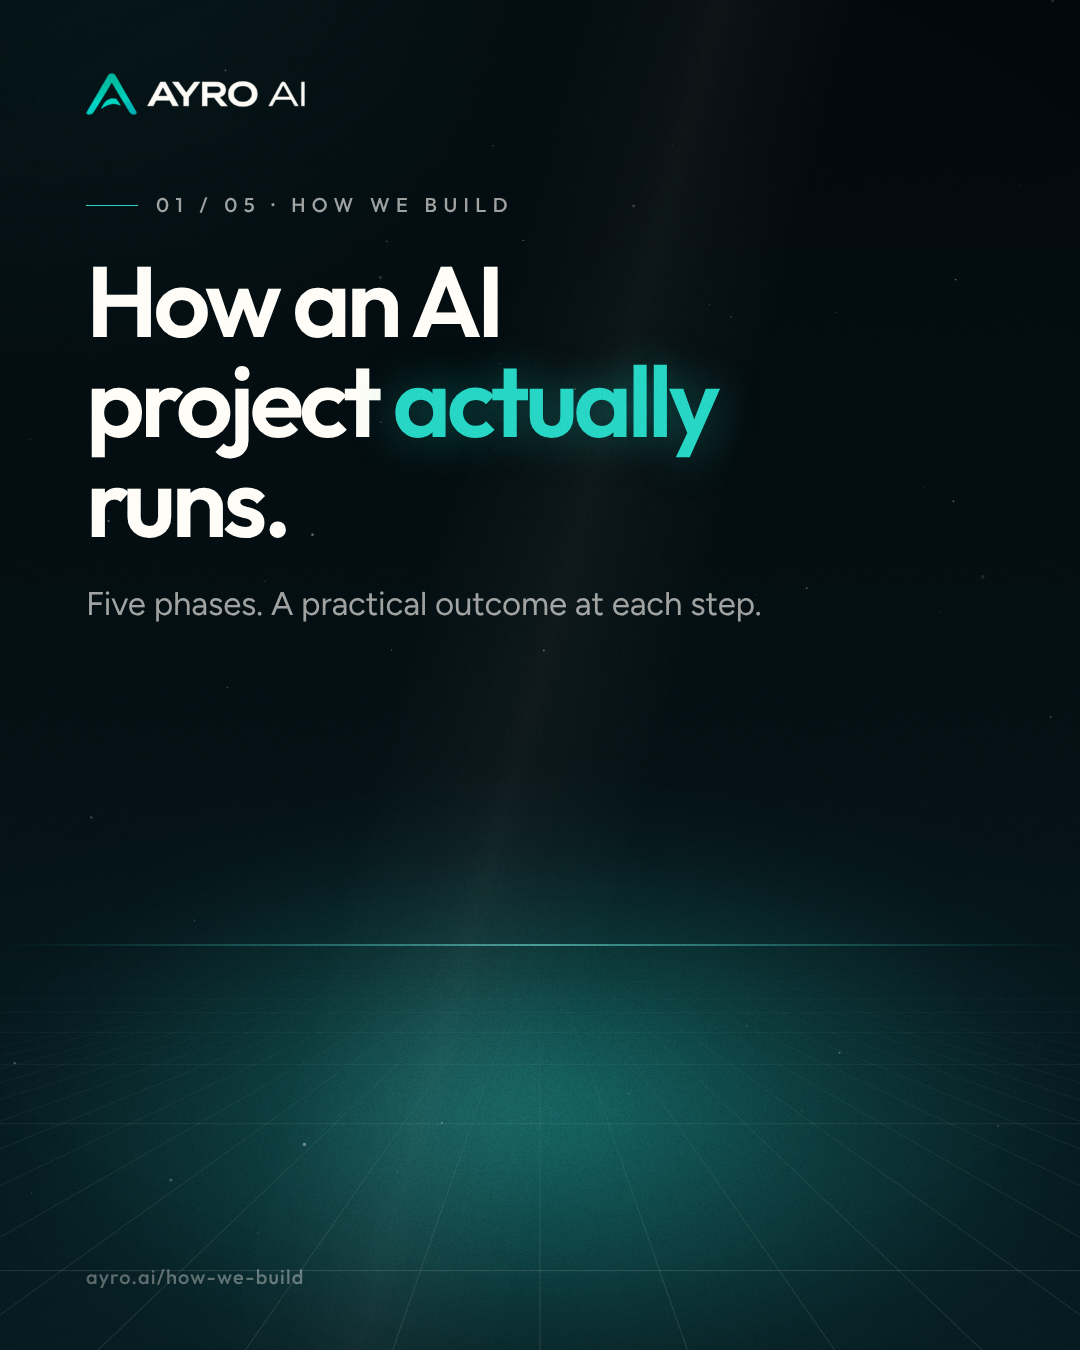 AYRO AI
01 / 05 · HOW WE BUILD
How an AI
project actually
runs.
Five phases. A practical outcome at each step.
ayro.ai/how-we-build